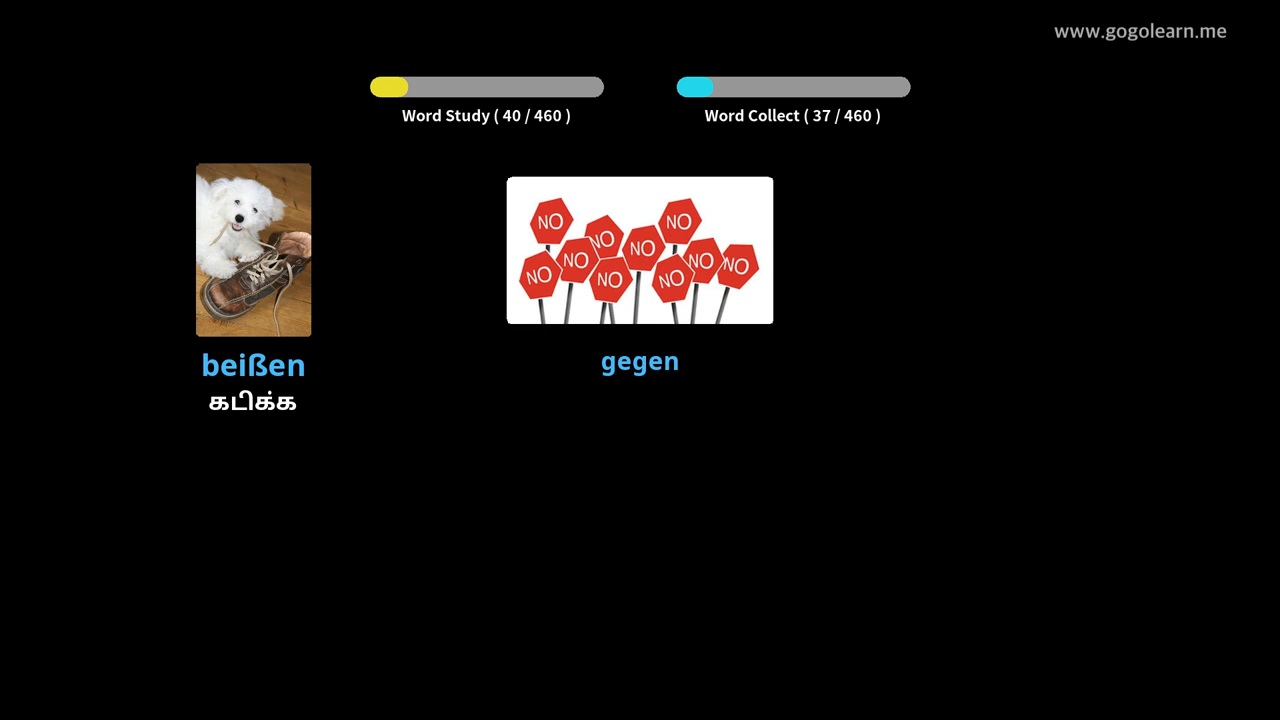 www.gogolearn.me
Word Study ( 40 / 460 )
Word Collect ( 37 / 460 )
NO
NO
NO
NO
NO
NO
NO
NO
NO
NO
beißen
கடிக்க
gegen